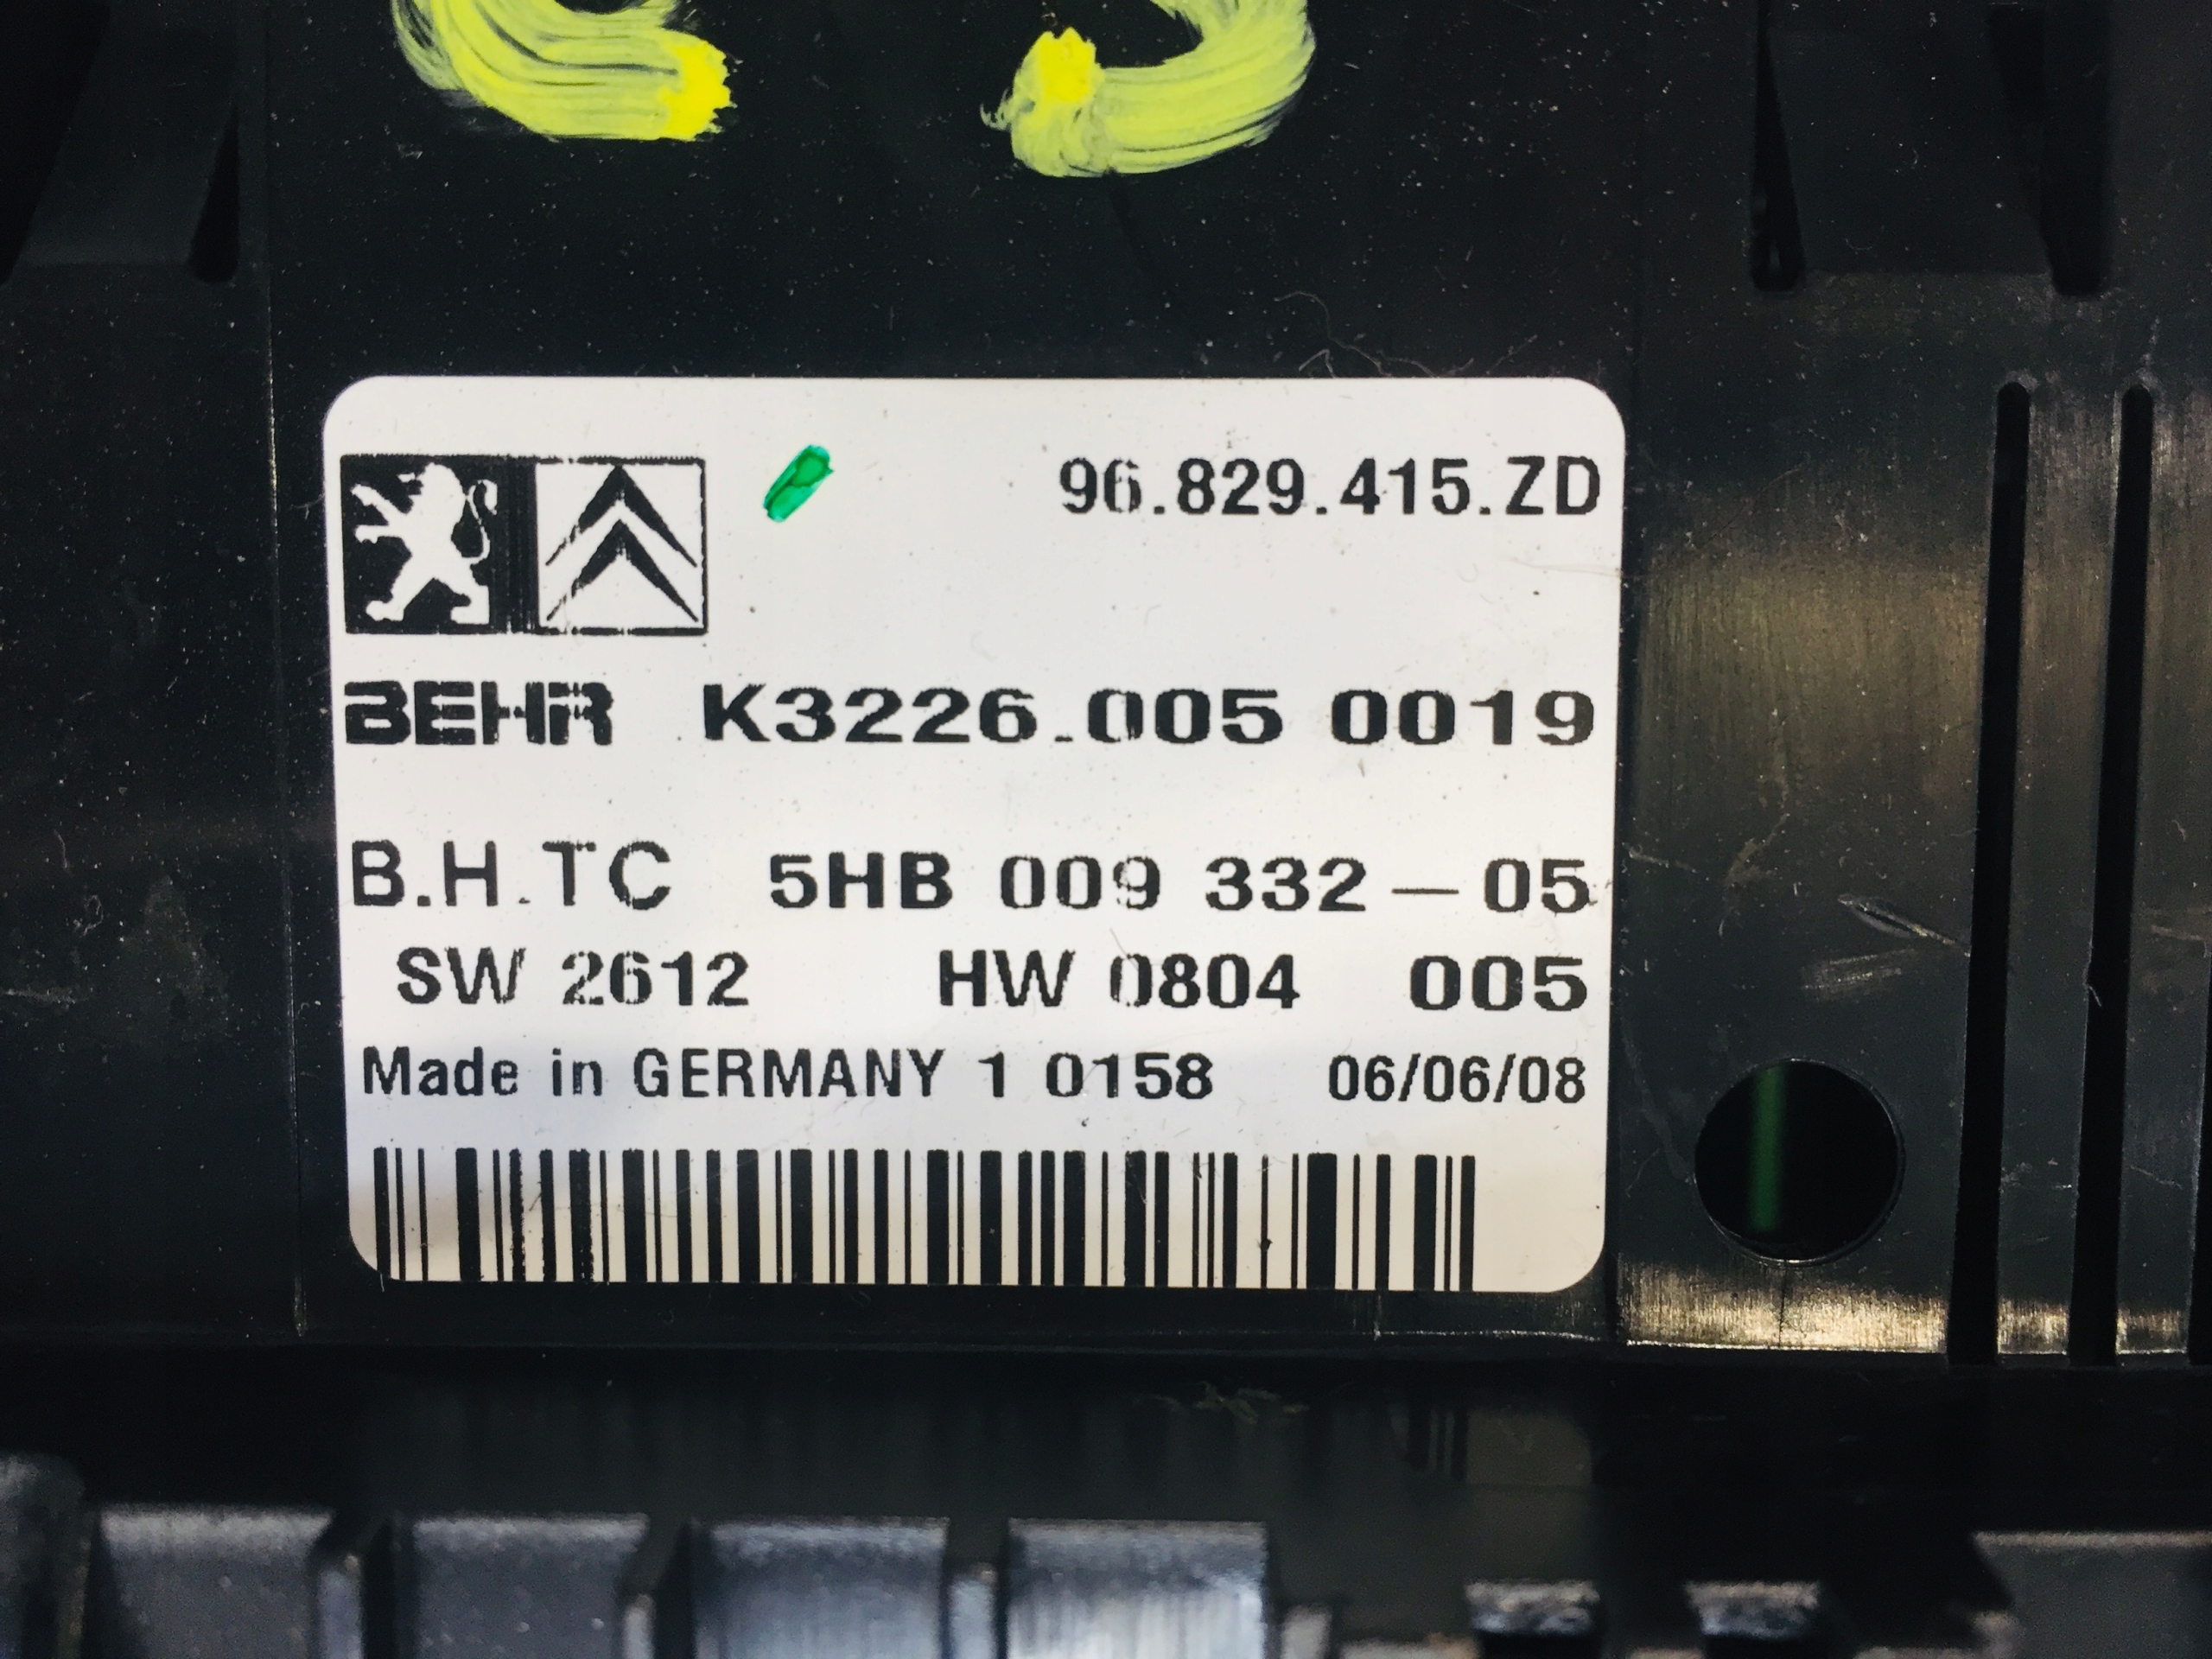 96.829.415.ZD
BEHR K3226.005 0019
B.H.TC 5HB 009 332-05
SW 2612 HW 0804 005
Made in GERMANY 1 0158 06/06/08